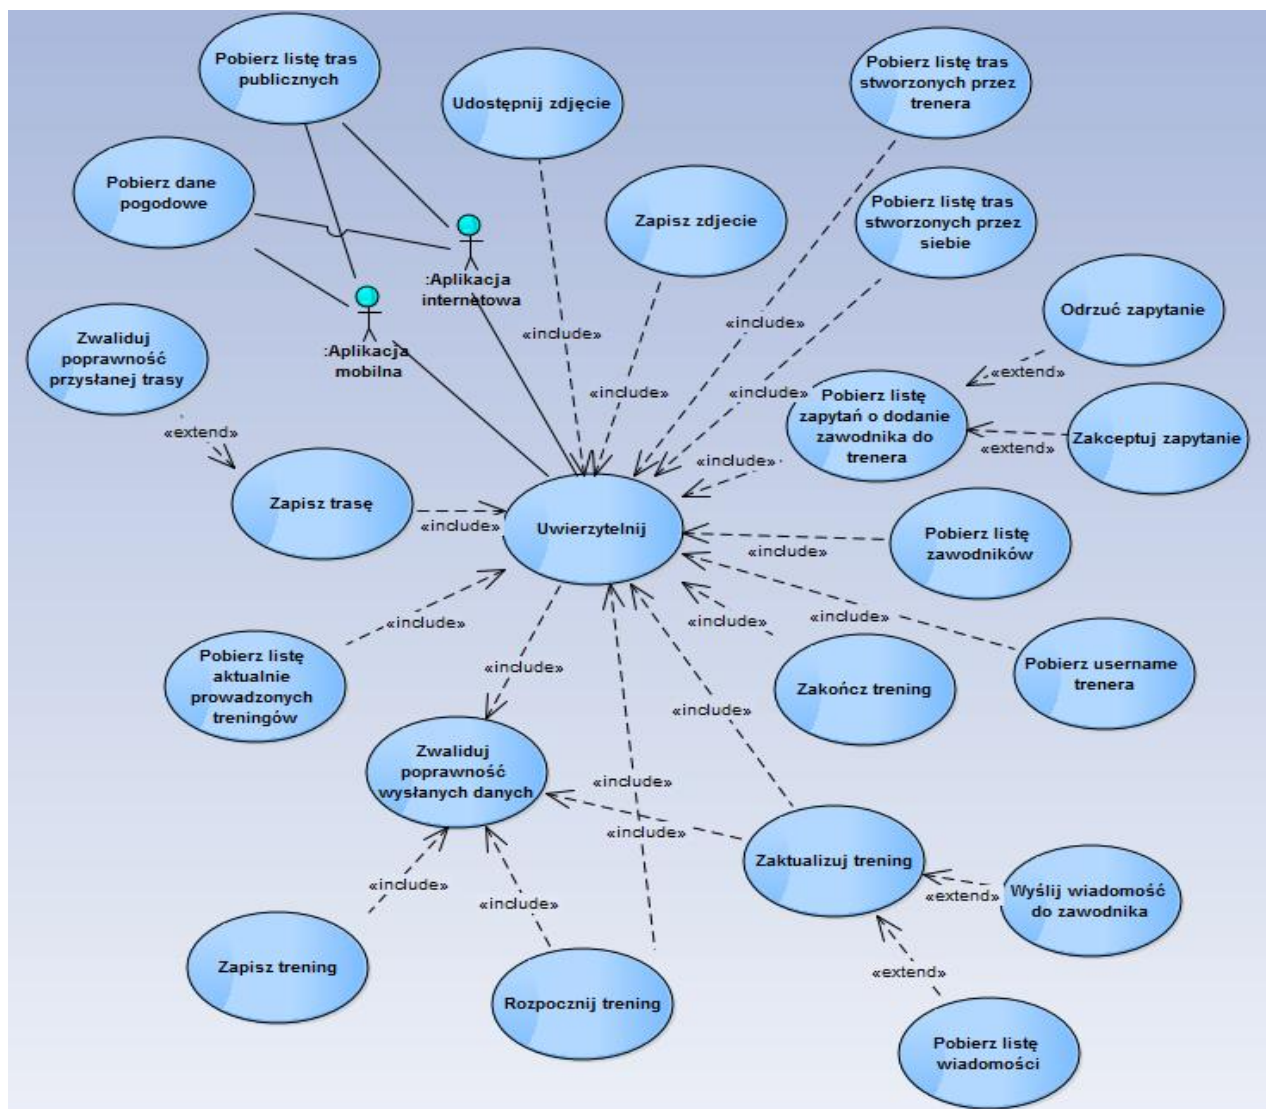 Pobierz listę tras
publicznych
Udostępnij zdjęcie
Pobierz listę tras
stworzonych przez
trenera
Pobierz dane
pogodowe
Zapisz zdjecie
Pobierz listę tras
stworzonych przez
siebie
:Aplikacja
internetowa
:Aplikacja
mobilna
Odrzuć zapytanie
Zwaliduj
poprawność
przysłanej trasy
«include»
«include»
«include»
«include»
«extend»
Pobierz listę
zapytań o dodanie
zawodnika do
trenera
Zakceptuj zapytanie
«extend»
«extend»
«include»
Zapisz trasę
«include»
Uwierzytelnij
Pobierz listę
zawodników
«include»
«include»
«include»
«include»
Pobierz listę
aktualnie
prowadzonych
treningów
«include»
Zakończ trening
Pobierz username
trenera
«include»
Zwaliduj
poprawność
wysłanych danych
«include»
«include»
Zaktualizuj trening
«include»
«include»
Wyślij wiadomość
do zawodnika
«extend»
Zapisz trening
Rozpocznij trening
«extend»
Pobierz listę
wiadomości